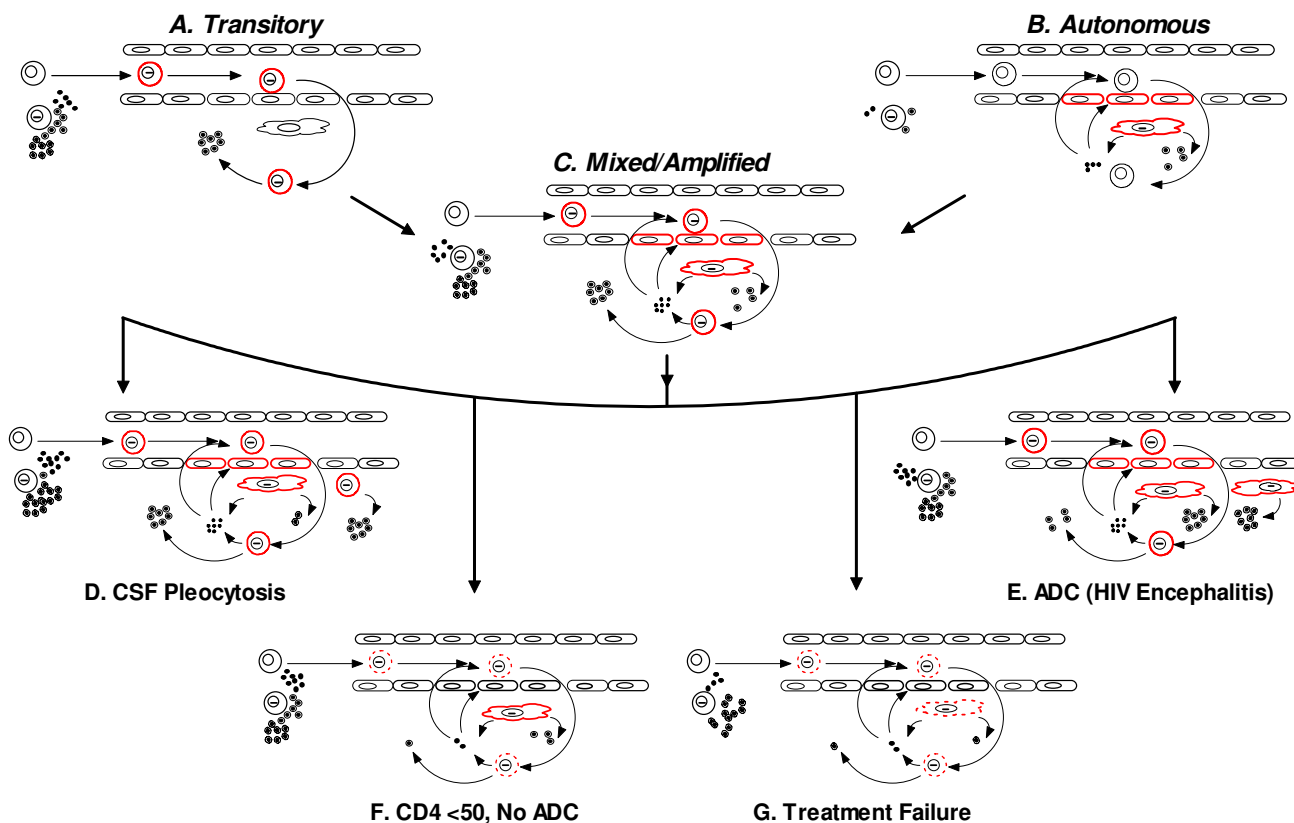 A. Transitory
B. Autonomous
C. Mixed/Amplified
D. CSF Pleocytosis
E. ADC (HIV Encephalitis)
F. CD4 <50, No ADC
G. Treatment Failure